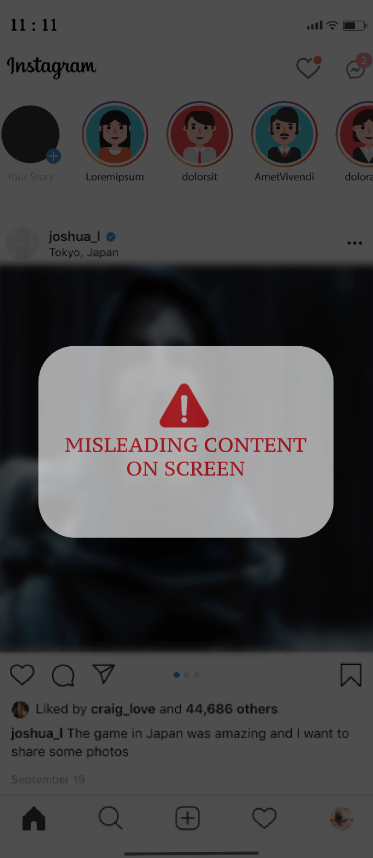 11 : 11
Instagram
2
Your Story
Loremipsum
dolorsit
AmetVivendi
dolora
joshua_l
Tokyo, Japan
MISLEADING CONTENT
ON SCREEN
Liked by craig_love and 44,686 others
joshua_l The game in Japan was amazing and I want to
share some photos
September 19